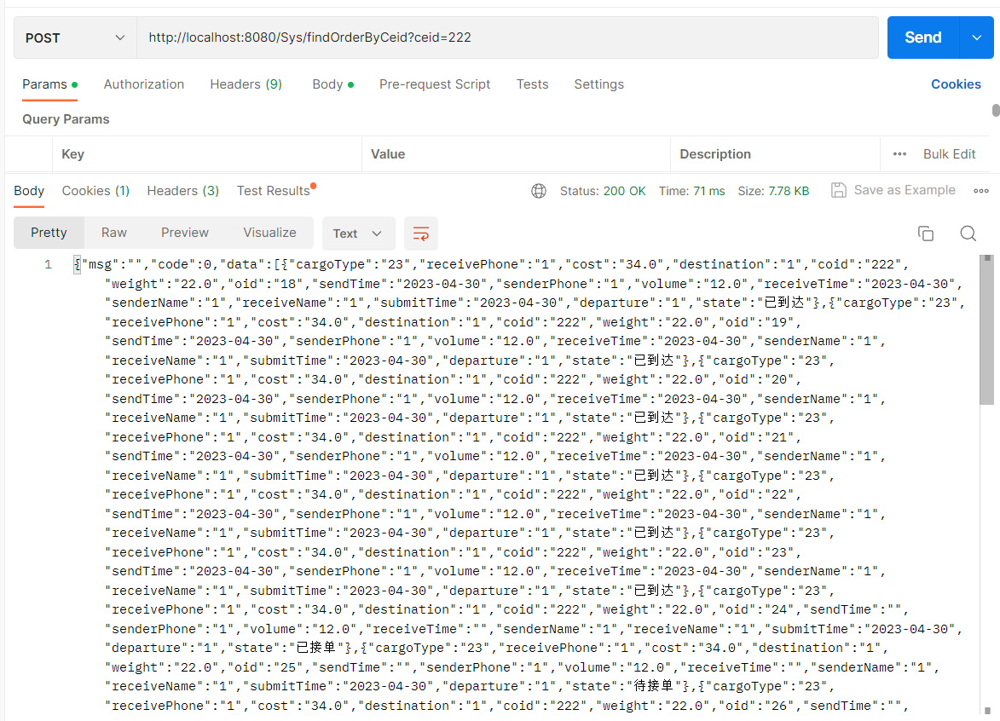 POST http://localhost:8080/Sys/findOrderByCeid?ceid=222 Send
Params Authorization Headers (9) Body Pre-request Script Tests Settings Cookies
Query Params
Key Value Description ••• Bulk Edit
Body Cookies (1) Headers (3) Test Results Status: 200 OK Time: 71 ms Size: 7.78 KB Save as Example •••
Pretty Raw Preview Visualize Text
1 {"msg":"","code":0,"data":[{"cargoType":"23","receivePhone":"1","cost":"34.0","destination":"1","coid":"222",
"weight":"22.0","oid":"18","sendTime":"2023-04-30","senderPhone":"1","volume":"12.0","receiveTime":"2023-04-30",
"senderName":"1","receiveName":"1","submitTime":"2023-04-30","departure":"1","state":"已到达"},{"cargoType":"23",
"receivePhone":"1","cost":"34.0","destination":"1","coid":"222","weight":"22.0","oid":"19",
"sendTime":"2023-04-30","senderPhone":"1","volume":"12.0","receiveTime":"2023-04-30","senderName":"1",
"receiveName":"1","submitTime":"2023-04-30","departure":"1","state":"已到达"},{"cargoType":"23",
"receivePhone":"1","cost":"34.0","destination":"1","coid":"222","weight":"22.0","oid":"20",
"sendTime":"2023-04-30","senderPhone":"1","volume":"12.0","receiveTime":"2023-04-30","senderName":"1",
"receiveName":"1","submitTime":"2023-04-30","departure":"1","state":"已到达"},{"cargoType":"23",
"receivePhone":"1","cost":"34.0","destination":"1","coid":"222","weight":"22.0","oid":"21",
"sendTime":"2023-04-30","senderPhone":"1","volume":"12.0","receiveTime":"2023-04-30","senderName":"1",
"receiveName":"1","submitTime":"2023-04-30","departure":"1","state":"已到达"},{"cargoType":"23",
"receivePhone":"1","cost":"34.0","destination":"1","coid":"222","weight":"22.0","oid":"22",
"sendTime":"2023-04-30","senderPhone":"1","volume":"12.0","receiveTime":"2023-04-30","senderName":"1",
"receiveName":"1","submitTime":"2023-04-30","departure":"1","state":"已到达"},{"cargoType":"23",
"receivePhone":"1","cost":"34.0","destination":"1","coid":"222","weight":"22.0","oid":"23",
"sendTime":"2023-04-30","senderPhone":"1","volume":"12.0","receiveTime":"2023-04-30","senderName":"1",
"receiveName":"1","submitTime":"2023-04-30","departure":"1","state":"已到达"},{"cargoType":"23",
"receivePhone":"1","cost":"34.0","destination":"1","coid":"222","weight":"22.0","oid":"24","sendTime":"",
"senderPhone":"1","volume":"12.0","receiveTime":"","senderName":"1","receiveName":"1","submitTime":"2023-04-30",
"departure":"1","state":"已接单"},{"cargoType":"23","receivePhone":"1","cost":"34.0","destination":"1",
"weight":"22.0","oid":"25","sendTime":"","senderPhone":"1","volume":"12.0","receiveTime":"","senderName":"1",
"receiveName":"1","submitTime":"2023-04-30","departure":"1","state":"待接单"},{"cargoType":"23",
"receivePhone":"1","cost":"34.0","destination":"1","coid":"222","weight":"22.0","oid":"26","sendTime":"",